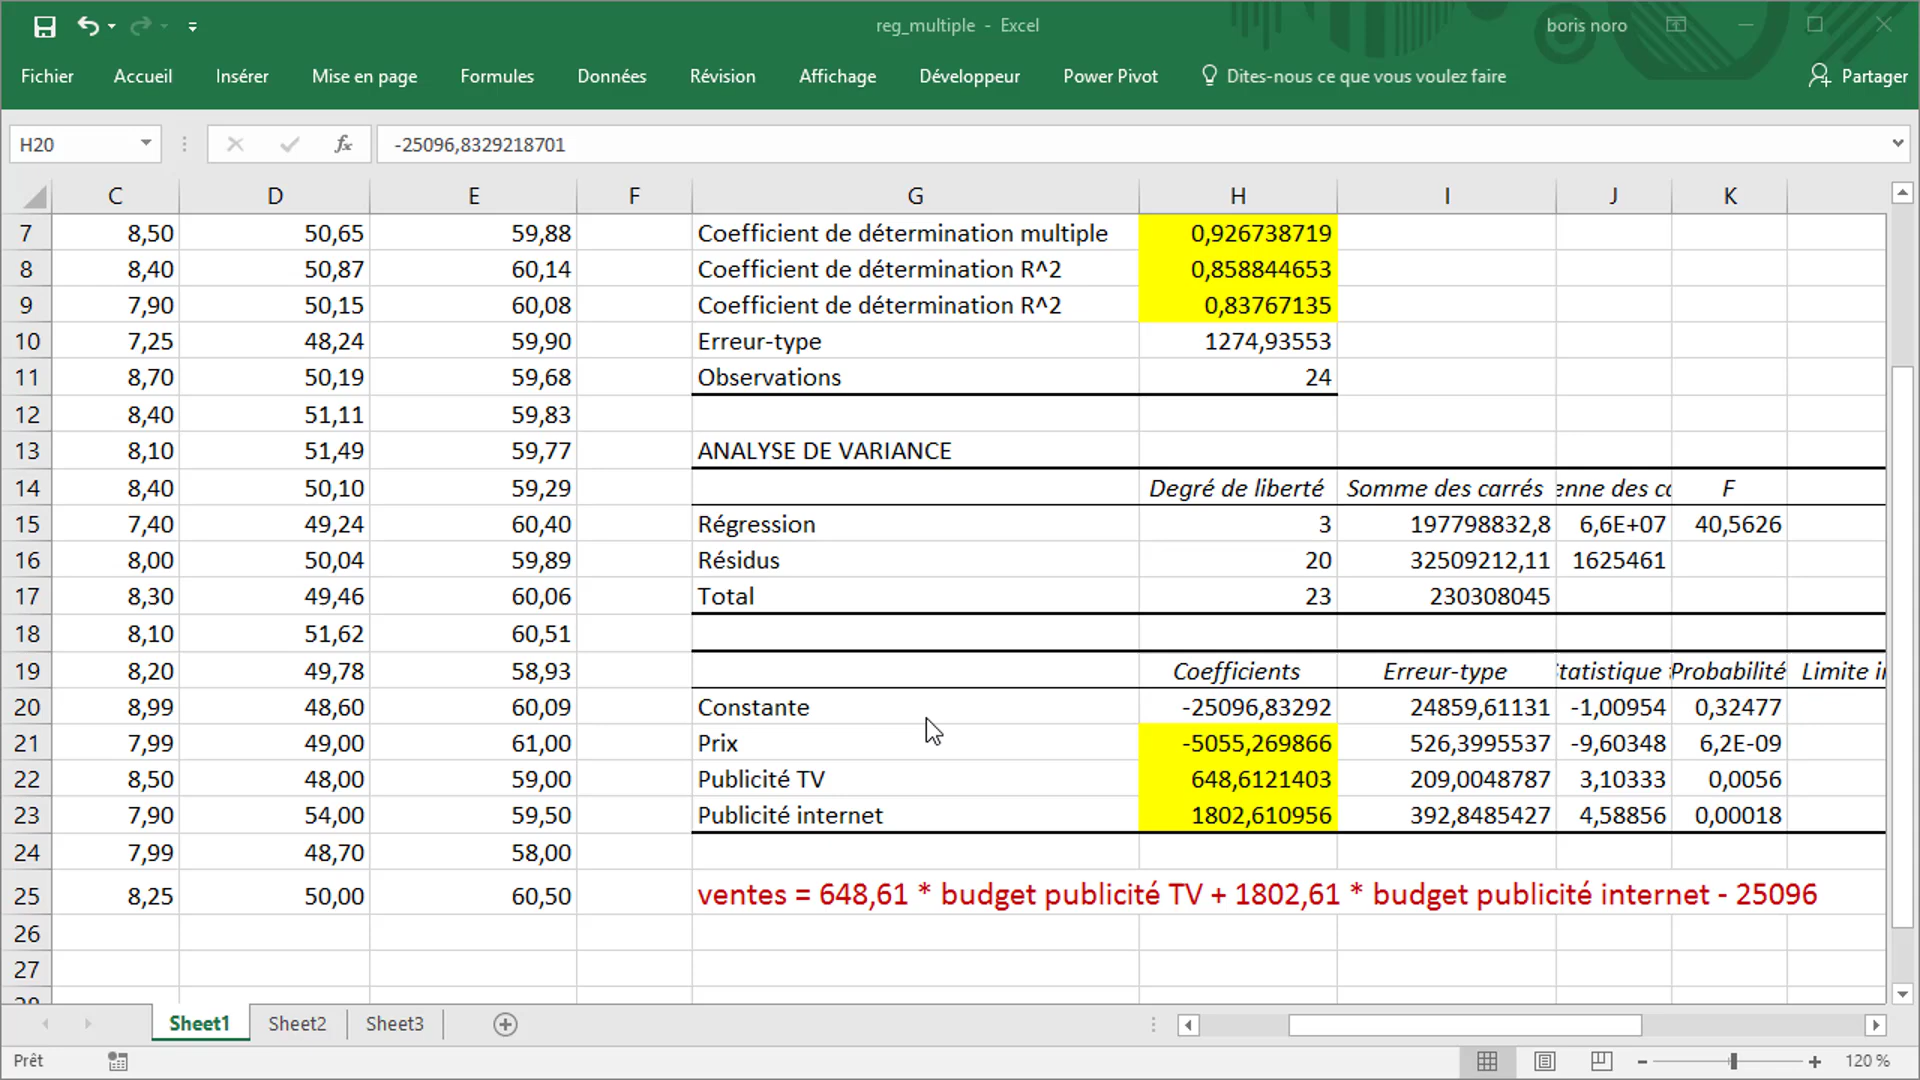 reg_multiple - Excel
boris noro
Fichier Accueil Insérer Mise en page Formules Données Révision Affichage Développeur Power Pivot Dites-nous ce que vous voulez faire Partager
H20 fx -25096,8329218701
C D E F G H I J K
7 8,50 50,65 59,88 Coefficient de détermination multiple 0,926738719
8 8,40 50,87 60,14 Coefficient de détermination R^2 0,858844653
9 7,90 50,15 60,08 Coefficient de détermination R^2 0,83767135
10 7,25 48,24 59,90 Erreur-type 1274,93553
11 8,70 50,19 59,68 Observations 24
12 8,40 51,11 59,83
13 8,10 51,49 59,77 ANALYSE DE VARIANCE
14 8,40 50,10 59,29 Degré de liberté Somme des carrés enne des ca F
15 7,40 49,24 60,40 Régression 3 197798832,8 6,6E+07 40,5626
16 8,00 50,04 59,89 Résidus 20 32509212,11 1625461
17 8,30 49,46 60,06 Total 23 230308045
18 8,10 51,62 60,51
19 8,20 49,78 58,93 Coefficients Erreur-type tatistique Probabilité Limite in
20 8,99 48,60 60,09 Constante -25096,83292 24859,61131 -1,00954 0,32477
21 7,99 49,00 61,00 Prix -5055,269866 526,3995537 -9,60348 6,2E-09
22 8,50 48,00 59,00 Publicité TV 648,6121403 209,0048787 3,10333 0,0056
23 7,90 54,00 59,50 Publicité internet 1802,610956 392,8485427 4,58856 0,00018
24 7,99 48,70 58,00
25 8,25 50,00 60,50 ventes = 648,61 * budget publicité TV + 1802,61 * budget publicité internet - 25096
26
27
28
Sheet1 Sheet2 Sheet3
Prêt 120 %